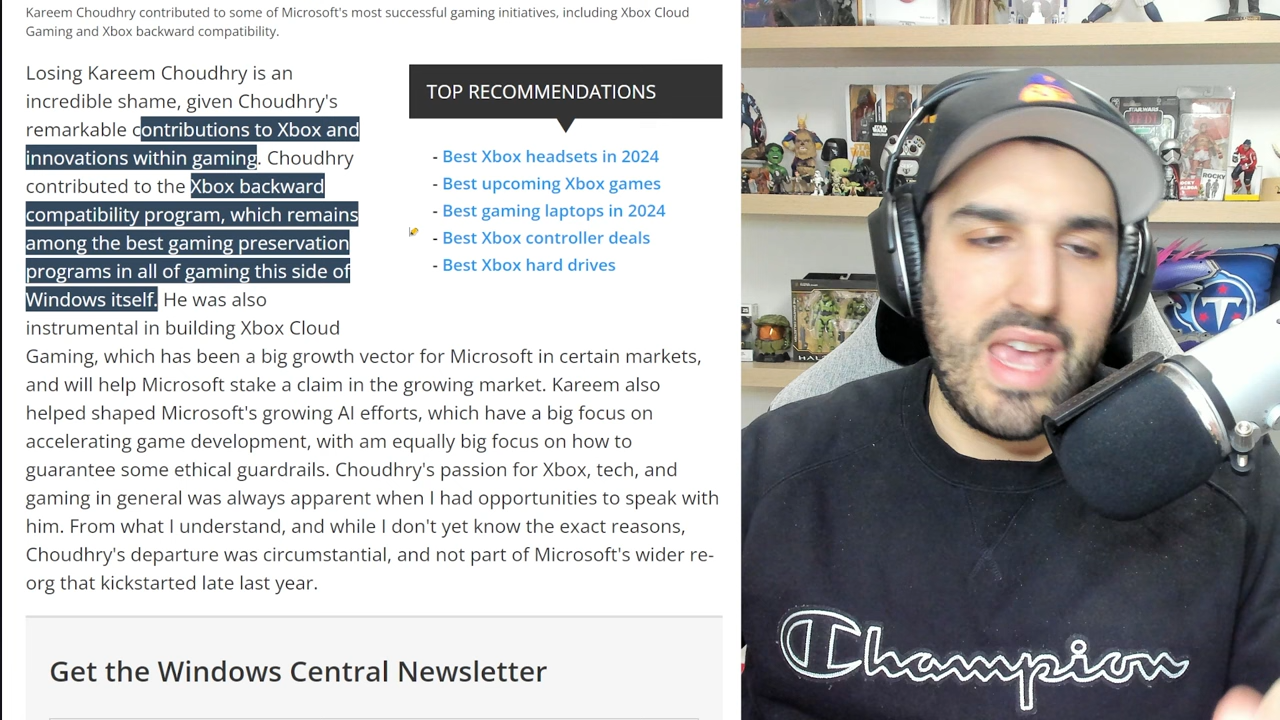 Kareem Choudhry contributed to some of Microsoft's most successful gaming initiatives, including Xbox Cloud
Gaming and Xbox backward compatibility.
Losing Kareem Choudhry is an
incredible shame, given Choudhry's
remarkable contributions to Xbox and
innovations within gaming. Choudhry
contributed to the Xbox backward
compatibility program, which remains
among the best gaming preservation
programs in all of gaming this side of
Windows itself. He was also
instrumental in building Xbox Cloud
Gaming, which has been a big growth vector for Microsoft in certain markets,
and will help Microsoft stake a claim in the growing market. Kareem also
helped shaped Microsoft's growing AI efforts, which have a big focus on
accelerating game development, with am equally big focus on how to
guarantee some ethical guardrails. Choudhry's passion for Xbox, tech, and
gaming in general was always apparent when I had opportunities to speak with
him. From what I understand, and while I don't yet know the exact reasons,
Choudhry's departure was circumstantial, and not part of Microsoft's wider re-
org that kickstarted late last year.
TOP RECOMMENDATIONS
- Best Xbox headsets in 2024
- Best upcoming Xbox games
- Best gaming laptops in 2024
- Best Xbox controller deals
- Best Xbox hard drives
Get the Windows Central Newsletter
STAR WARS
ROCKY
HALO
Champion